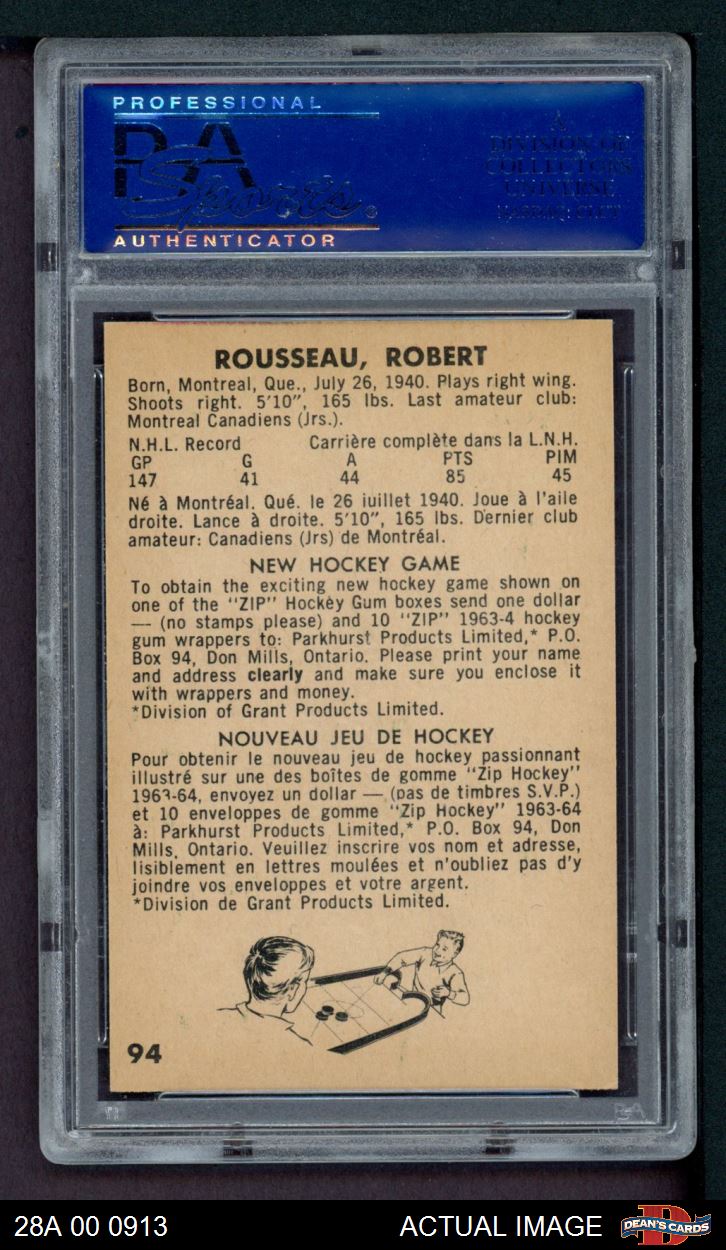 PROFESSIONAL
PSA
Sports
AUTHENTICATOR
A
DIVISION OF
COLLECTORS
UNIVERSE
NASDAQ: CLCT
ROUSSEAU, ROBERT
Born, Montreal, Que., July 26, 1940. Plays right wing.
Shoots right. 5'10", 165 lbs. Last amateur club:
Montreal Canadiens (Jrs.).
N.H.L. Record Carrière complète dans la L.N.H.
GP G A PTS PIM
147 41 44 85 45
Né à Montréal. Qué. le 26 iuillet 1940. Joue à l'aile
droite. Lance à droite. 5'10", 165 lbs. Dernier club
amateur: Canadiens (Jrs) de Montréal.
NEW HOCKEY GAME
To obtain the exciting new hockey game shown on
one of the "ZIP" Hockey Gum boxes send one dollar
— (no stamps please) and 10 "ZIP" 1963-4 hockey
gum wrappers to: Parkhurst Products Limited,* P.O.
Box 94, Don Mills, Ontario. Please print your name
and address clearly and make sure you enclose it
with wrappers and money.
*Division of Grant Products Limited.
NOUVEAU JEU DE HOCKEY
Pour obtenir le nouveau jeu de hockey passionnant
illustré sur une des boîtes de gomme "Zip Hockey"
1963-64, envoyez un dollar — (pas de timbres S.V.P.)
et 10 enveloppes de gomme "Zip Hockey" 1963-64
à: Parkhurst Products Limited,* P.O. Box 94, Don
Mills, Ontario. Veuillez inscrire vos nom et adresse,
lisiblement en lettres moulées et n'oubliez pas d'y
joindre vos enveloppes et votre argent.
*Division de Grant Products Limited.
94
PSA
28A 00 0913 ACTUAL IMAGE
D
DEAN'S CARDS